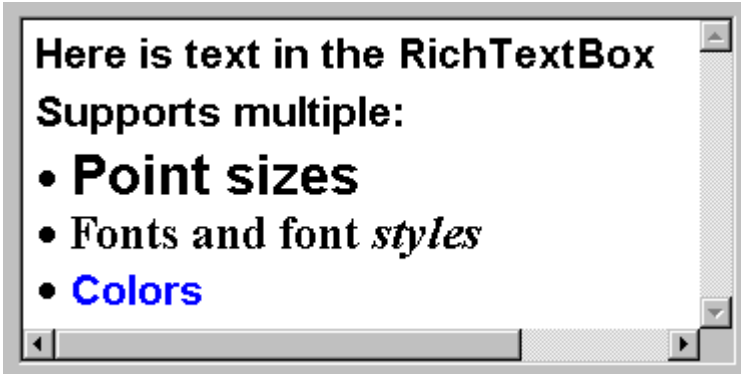 Here is text in the RichTextBox
Supports multiple:
• Point sizes
• Fonts and font styles
• Colors